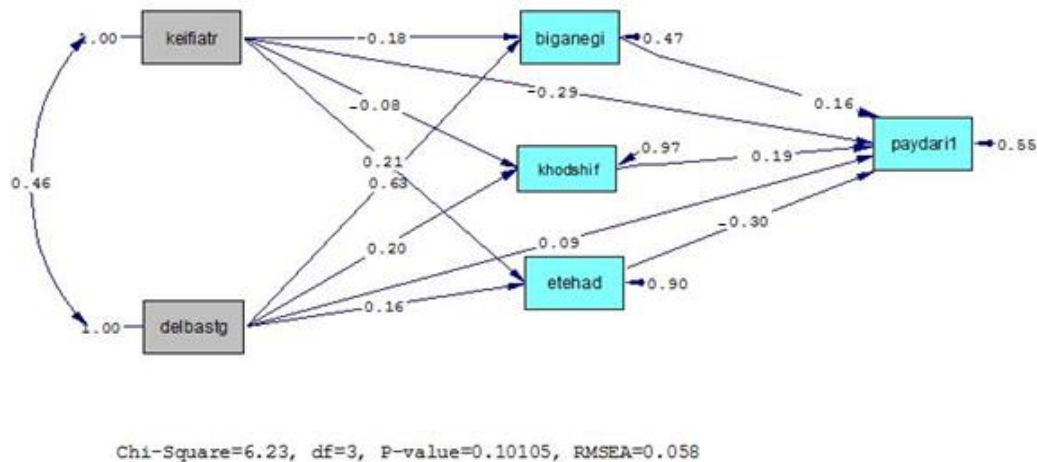 1.00
keifiatr
-0.18
biganegi
0.47
-0.29
-0.08
0.16
paydari1
0.55
0.97
0.21
khodshif
0.19
0.46
0.63
-0.30
0.20
0.09
etehad
0.90
0.16
1.00
delbastg
Chi-Square=6.23, df=3, P-value=0.10105, RMSEA=0.058